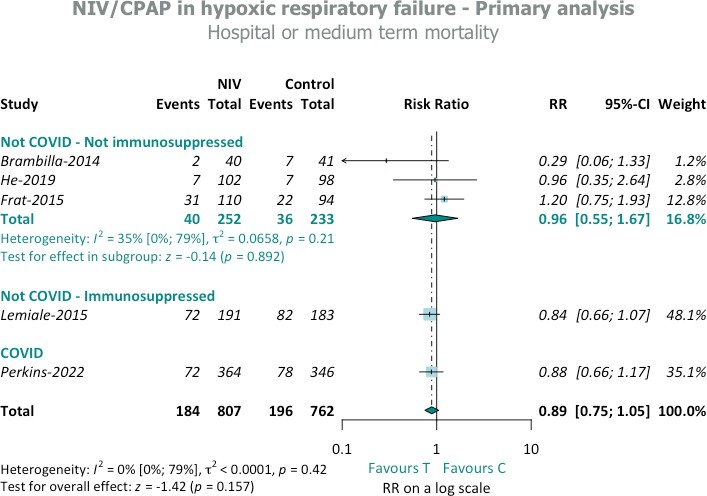 NIV/CPAP in hypoxic respiratory failure - Primary analysis
Hospital or medium term mortality
NIV Control
Study Events Total Events Total Risk Ratio RR 95%-CI Weight
Not COVID - Not immunosuppressed
Brambilla-2014 2 40 7 41 0.29 [0.06; 1.33] 1.2%
He-2019 7 102 7 98 0.96 [0.35; 2.64] 2.8%
Frat-2015 31 110 22 94 1.20 [0.75; 1.93] 12.8%
Total 40 252 36 233 0.96 [0.55; 1.67] 16.8%
Heterogeneity: I² = 35% [0%; 79%], τ² = 0.0658, p = 0.21
Test for effect in subgroup: z = -0.14 (p = 0.892)
Not COVID - Immunosuppressed
Lemiale-2015 72 191 82 183 0.84 [0.66; 1.07] 48.1%
COVID
Perkins-2022 72 364 78 346 0.88 [0.66; 1.17] 35.1%
Total 184 807 196 762 0.89 [0.75; 1.05] 100.0%
0.1 1 10
Heterogeneity: I² = 0% [0%; 79%], τ² < 0.0001, p = 0.42 Favours T Favours C
Test for overall effect: z = -1.42 (p = 0.157) RR on a log scale